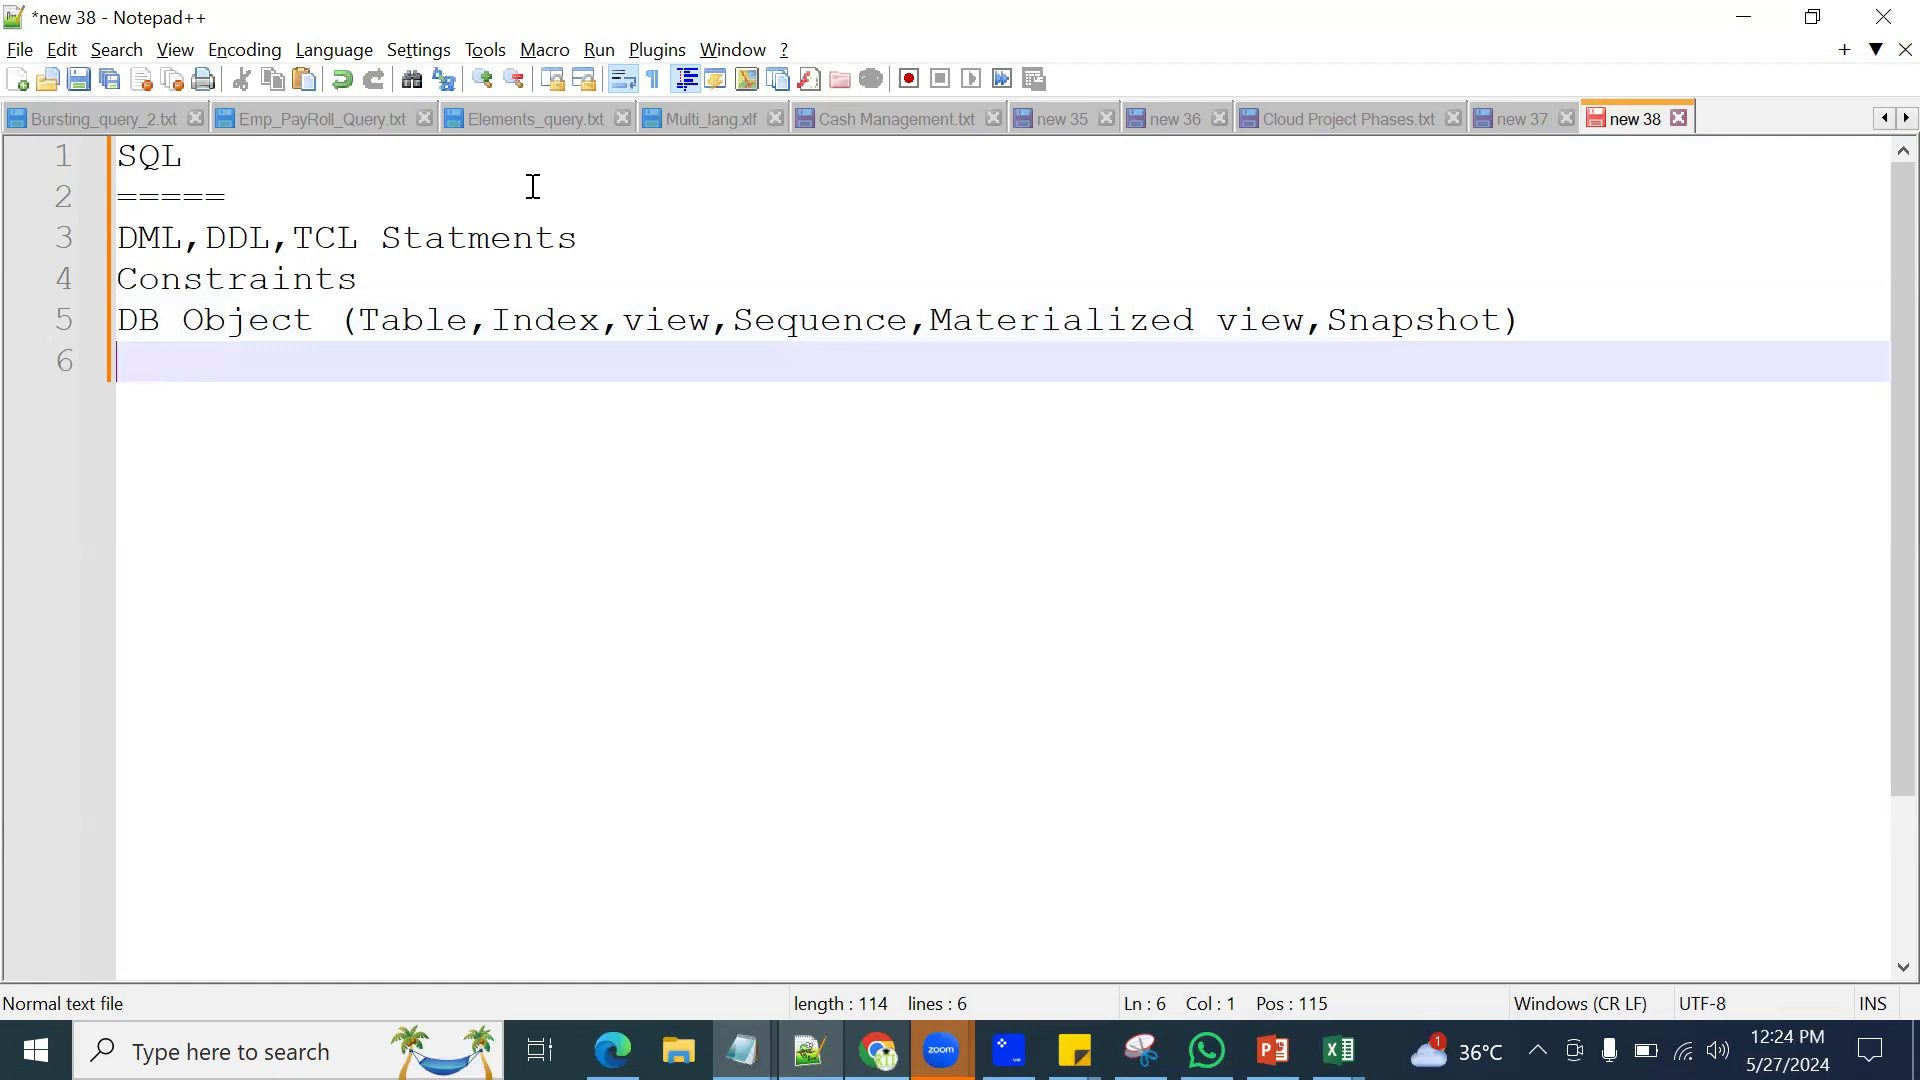 *new 38 - Notepad++
File Edit Search View Encoding Language Settings Tools Macro Run Plugins Window ?
Bursting_query_2.txt Emp_PayRoll_Query.txt Elements_query.txt Multi_lang.xlf Cash Management.txt new 35 new 36 Cloud Project Phases.txt new 37 new 38
1 SQL
2 =====
3 DML,DDL,TCL Statments
4 Constraints
5 DB Object (Table,Index,view,Sequence,Materialized view,Snapshot)
6
Normal text file length : 114 lines : 6 Ln : 6 Col : 1 Pos : 115 Windows (CR LF) UTF-8 INS
Type here to search zoom 1 36°C 12:24 PM
5/27/2024